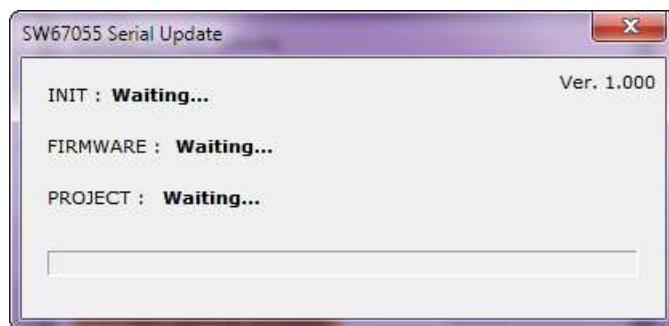 SW67055 Serial Update
Ver. 1.000
INIT : Waiting...
FIRMWARE : Waiting...
PROJECT : Waiting...